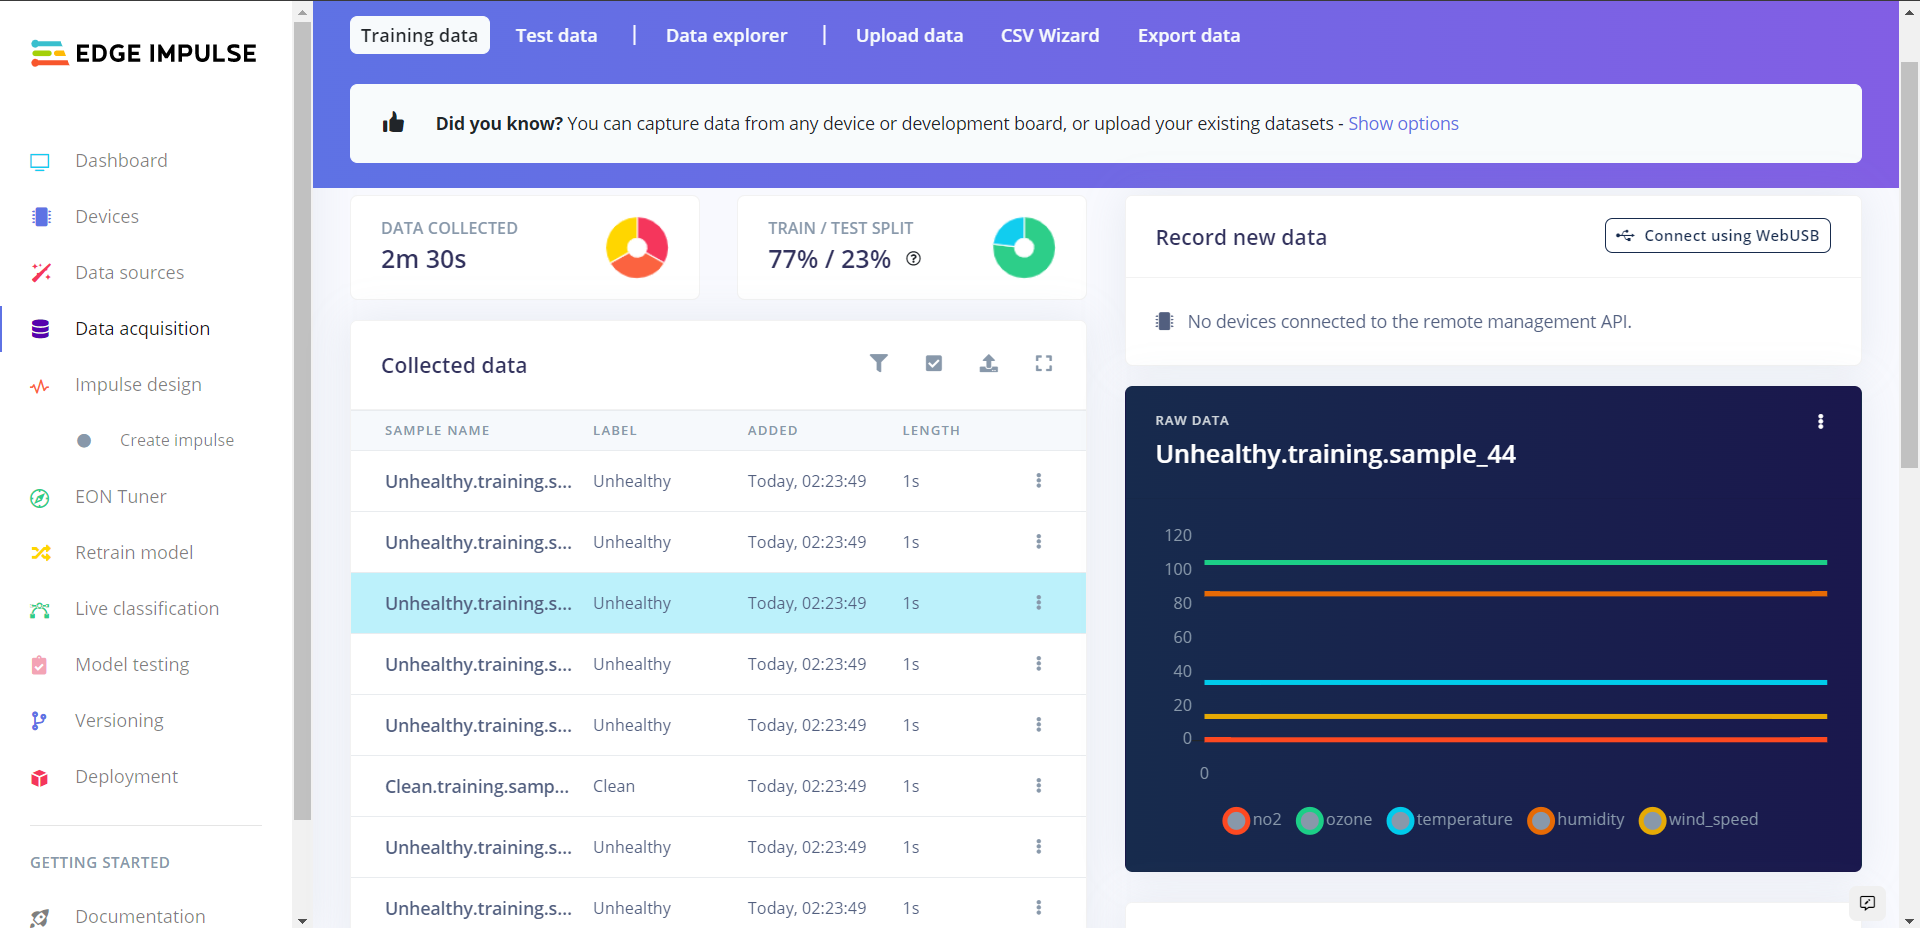 EDGE IMPULSE
Dashboard
Devices
Data sources
Data acquisition
Impulse design
Create impulse
EON Tuner
Retrain model
Live classification
Model testing
Versioning
Deployment
GETTING STARTED
Documentation
Training data Test data | Data explorer | Upload data CSV Wizard Export data
Did you know? You can capture data from any device or development board, or upload your existing datasets - Show options
DATA COLLECTED
2m 30s
TRAIN / TEST SPLIT
77% / 23% ?
Collected data
SAMPLE NAME LABEL ADDED LENGTH
Unhealthy.training.s... Unhealthy Today, 02:23:49 1s
Unhealthy.training.s... Unhealthy Today, 02:23:49 1s
Unhealthy.training.s... Unhealthy Today, 02:23:49 1s
Unhealthy.training.s... Unhealthy Today, 02:23:49 1s
Unhealthy.training.s... Unhealthy Today, 02:23:49 1s
Clean.training.samp... Clean Today, 02:23:49 1s
Unhealthy.training.s... Unhealthy Today, 02:23:49 1s
Unhealthy.training.s... Unhealthy Today, 02:23:49 1s
Record new data
Connect using WebUSB
No devices connected to the remote management API.
RAW DATA
Unhealthy.training.sample_44
120
100
80
60
40
20
0
0
no2 ozone temperature humidity wind_speed